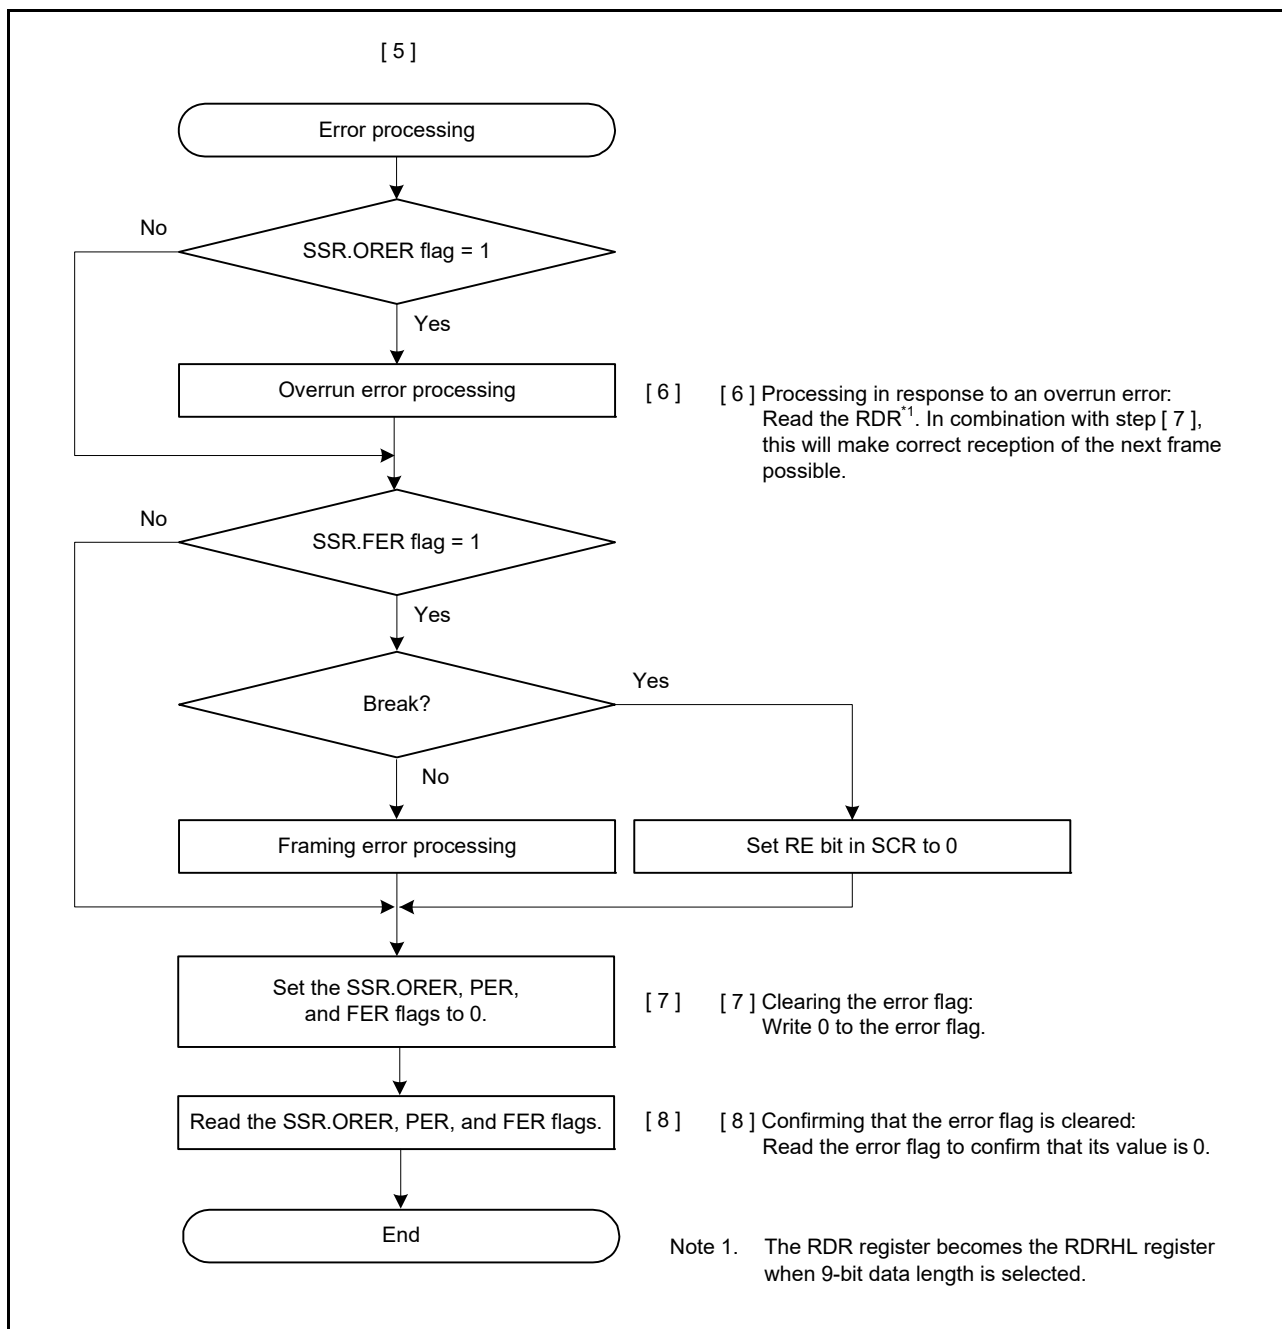 [ 5 ]
Error processing
No
SSR.ORER flag = 1
Yes
Overrun error processing
[ 6 ]
[ 6 ] Processing in response to an overrun error:
Read the RDR*1. In combination with step [ 7 ],
this will make correct reception of the next frame
possible.
No
SSR.FER flag = 1
Yes
Break?
Yes
No
Framing error processing
Set RE bit in SCR to 0
Set the SSR.ORER, PER,
and FER flags to 0.
[ 7 ]
[ 7 ] Clearing the error flag:
Write 0 to the error flag.
Read the SSR.ORER, PER, and FER flags.
[ 8 ]
[ 8 ] Confirming that the error flag is cleared:
Read the error flag to confirm that its value is 0.
End
Note 1. The RDR register becomes the RDRHL register
when 9-bit data length is selected.